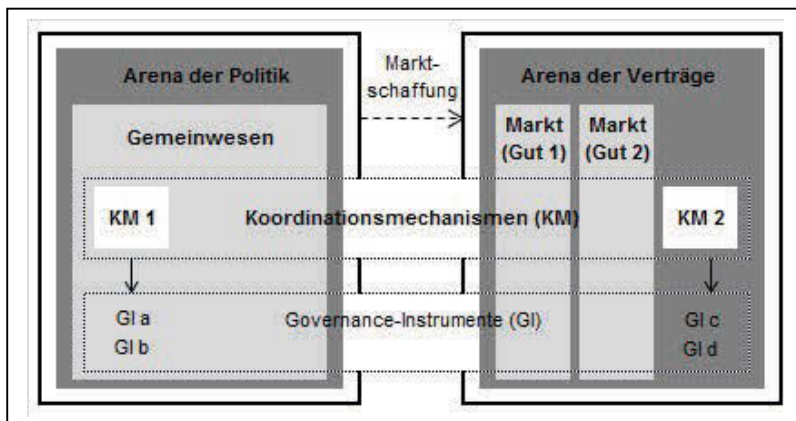 Arena der Politik
Gemeinwesen
Markt-
schaffung
Arena der Verträge
Markt
(Gut 1)
Markt
(Gut 2)
KM 1
Koordinationsmechanismen (KM)
KM 2
GI a
GI b
Governance-Instrumente (GI)
GI c
GI d